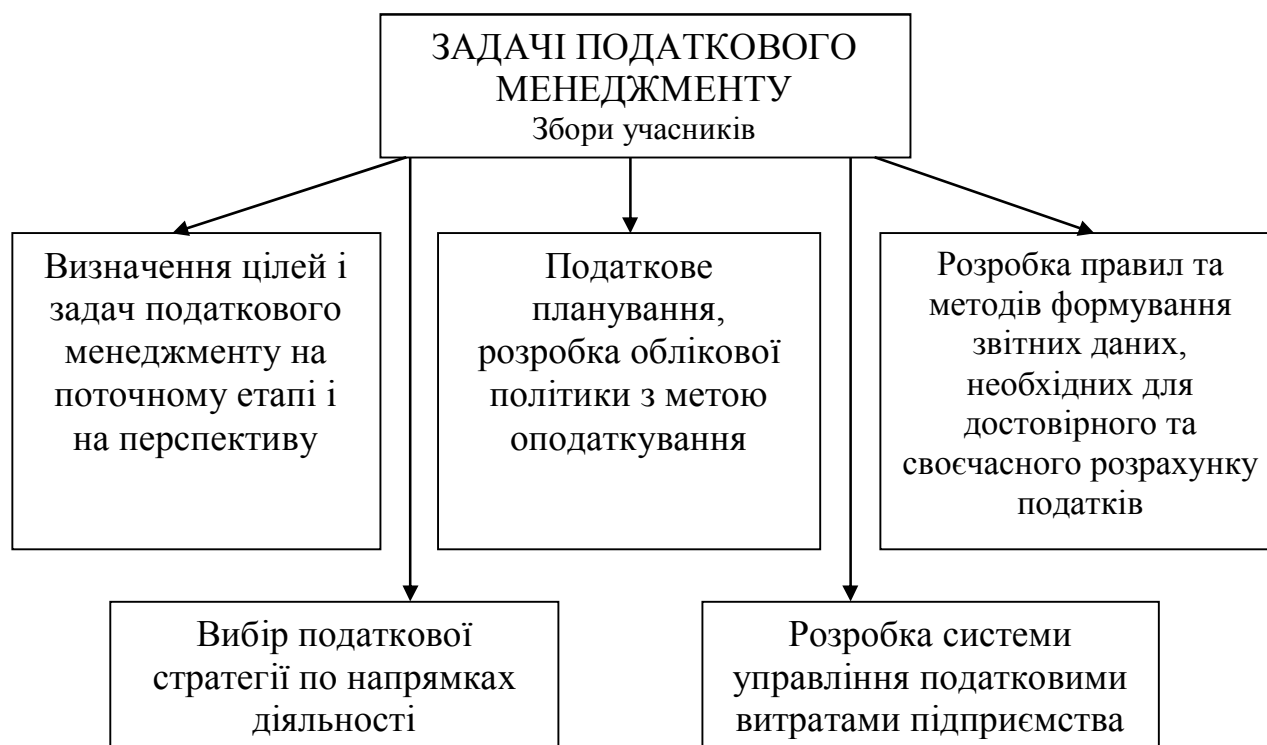 ЗАДАЧІ ПОДАТКОВОГО
МЕНЕДЖМЕНТУ
Збори учасників
Визначення цілей і
задач податкового
менеджменту на
поточному етапі і
на перспективу
Податкове
планування,
розробка облікової
політики з метою
оподаткування
Розробка правил та
методів формування
звітних даних,
необхідних для
достовірного та
своєчасного розрахунку
податків
Вибір податкової
стратегії по напрямках
діяльності
Розробка системи
управління податковими
витратами підприємства